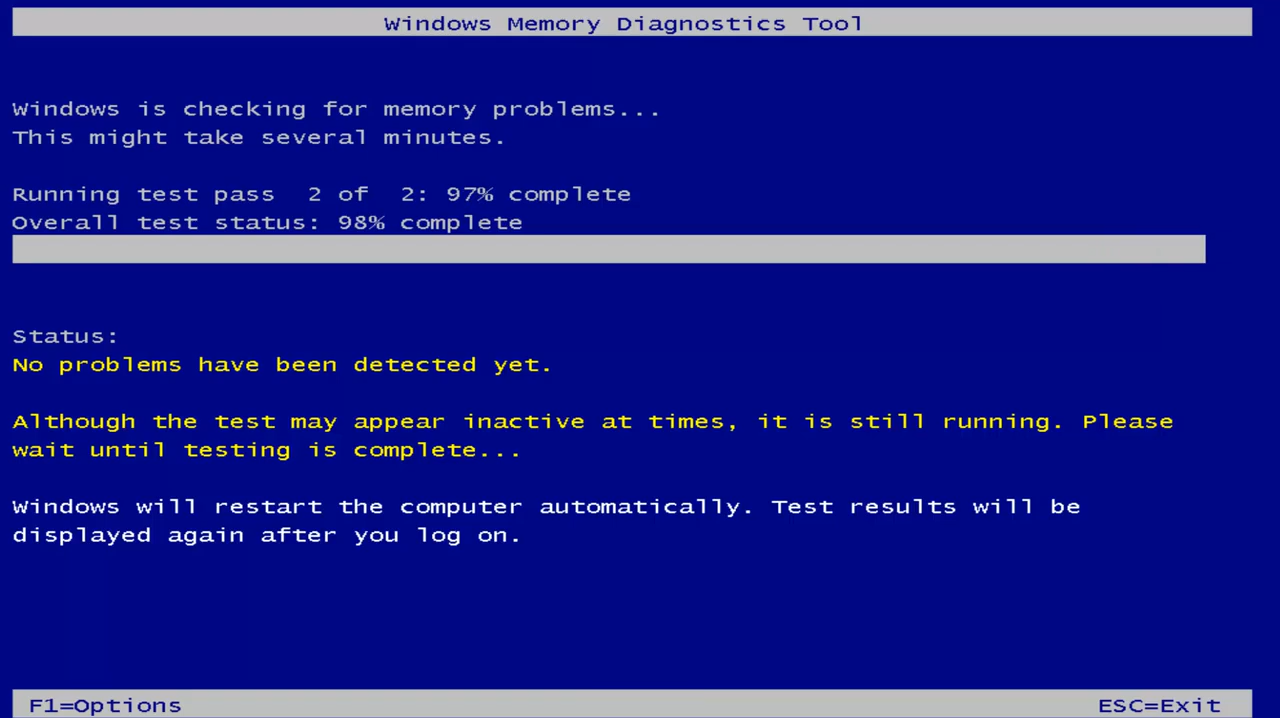 Windows Memory Diagnostics Tool
Windows is checking for memory problems...
This might take several minutes.
Running test pass  2 of  2: 97% complete
Overall test status: 98% complete
Status:
No problems have been detected yet.
Although the test may appear inactive at times, it is still running. Please
wait until testing is complete...
Windows will restart the computer automatically. Test results will be
displayed again after you log on.
F1=Options ESC=Exit